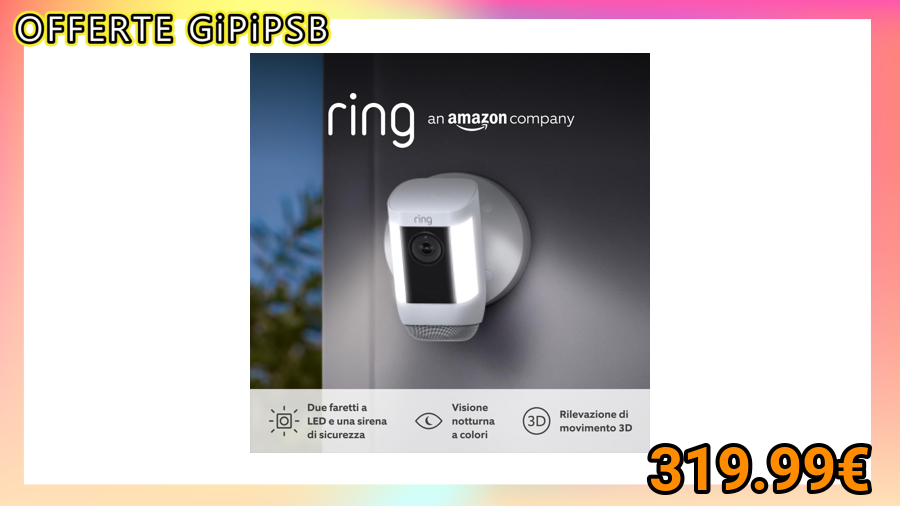 OFFERTE GiPiPSB
ring an amazon company
ring
Due faretti a
LED e una sirena
di sicurezza
Visione
notturna
a colori
3D
Rilevazione di
movimento 3D
319.99€